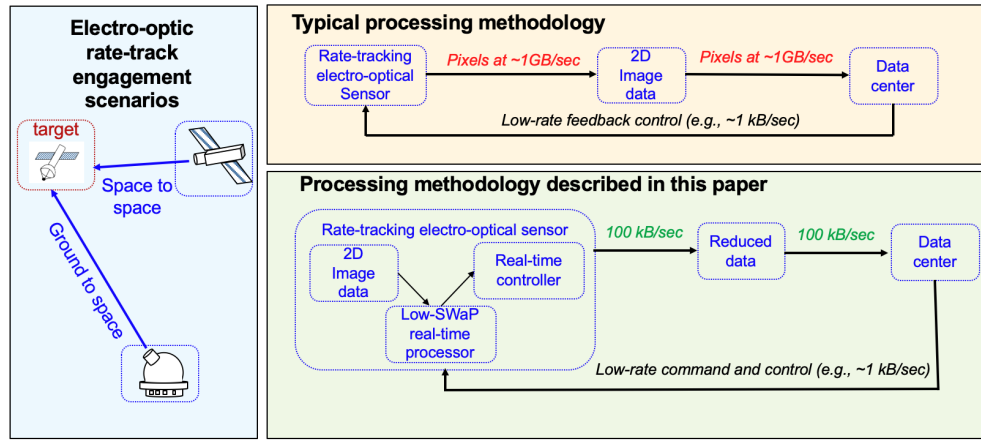 Electro-optic
rate-track
engagement
scenarios
target
Space to
space
Ground to space
Typical processing methodology
Rate-tracking
electro-optical
Sensor
Pixels at ~1GB/sec
2D
Image
data
Pixels at ~1GB/sec
Data
center
Low-rate feedback control (e.g., ~1 kB/sec)
Processing methodology described in this paper
Rate-tracking electro-optical sensor
2D
Image
data
Real-time
controller
Low-SWaP
real-time
processor
100 kB/sec
Reduced
data
100 kB/sec
Data
center
Low-rate command and control (e.g., ~1 kB/sec)